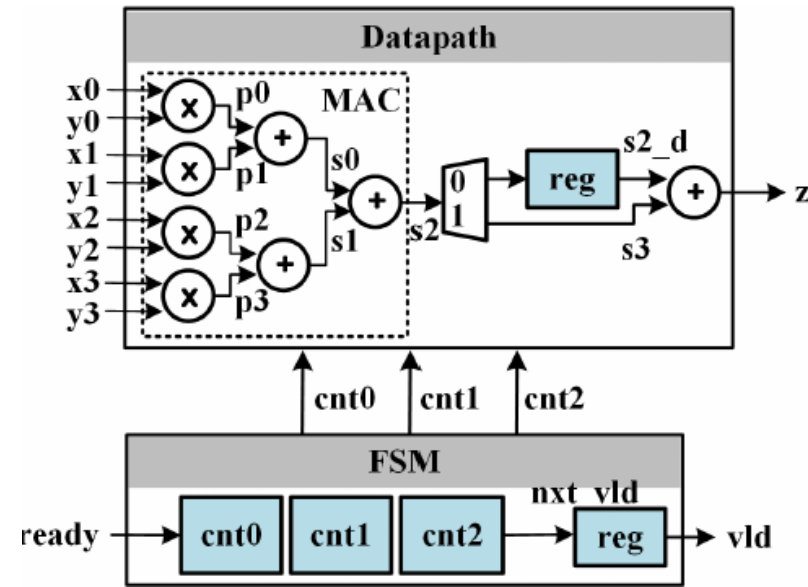 Datapath
x0
y0
x1
y1
x2
y2
x3
y3
x
x
x
x
p0
p1
p2
p3
MAC
+
+
+
s0
s1
s2
0
1
reg
s2_d
s3
+
z
cnt0
cnt1
cnt2
FSM
ready
cnt0
cnt1
cnt2
nxt_vld
reg
vld